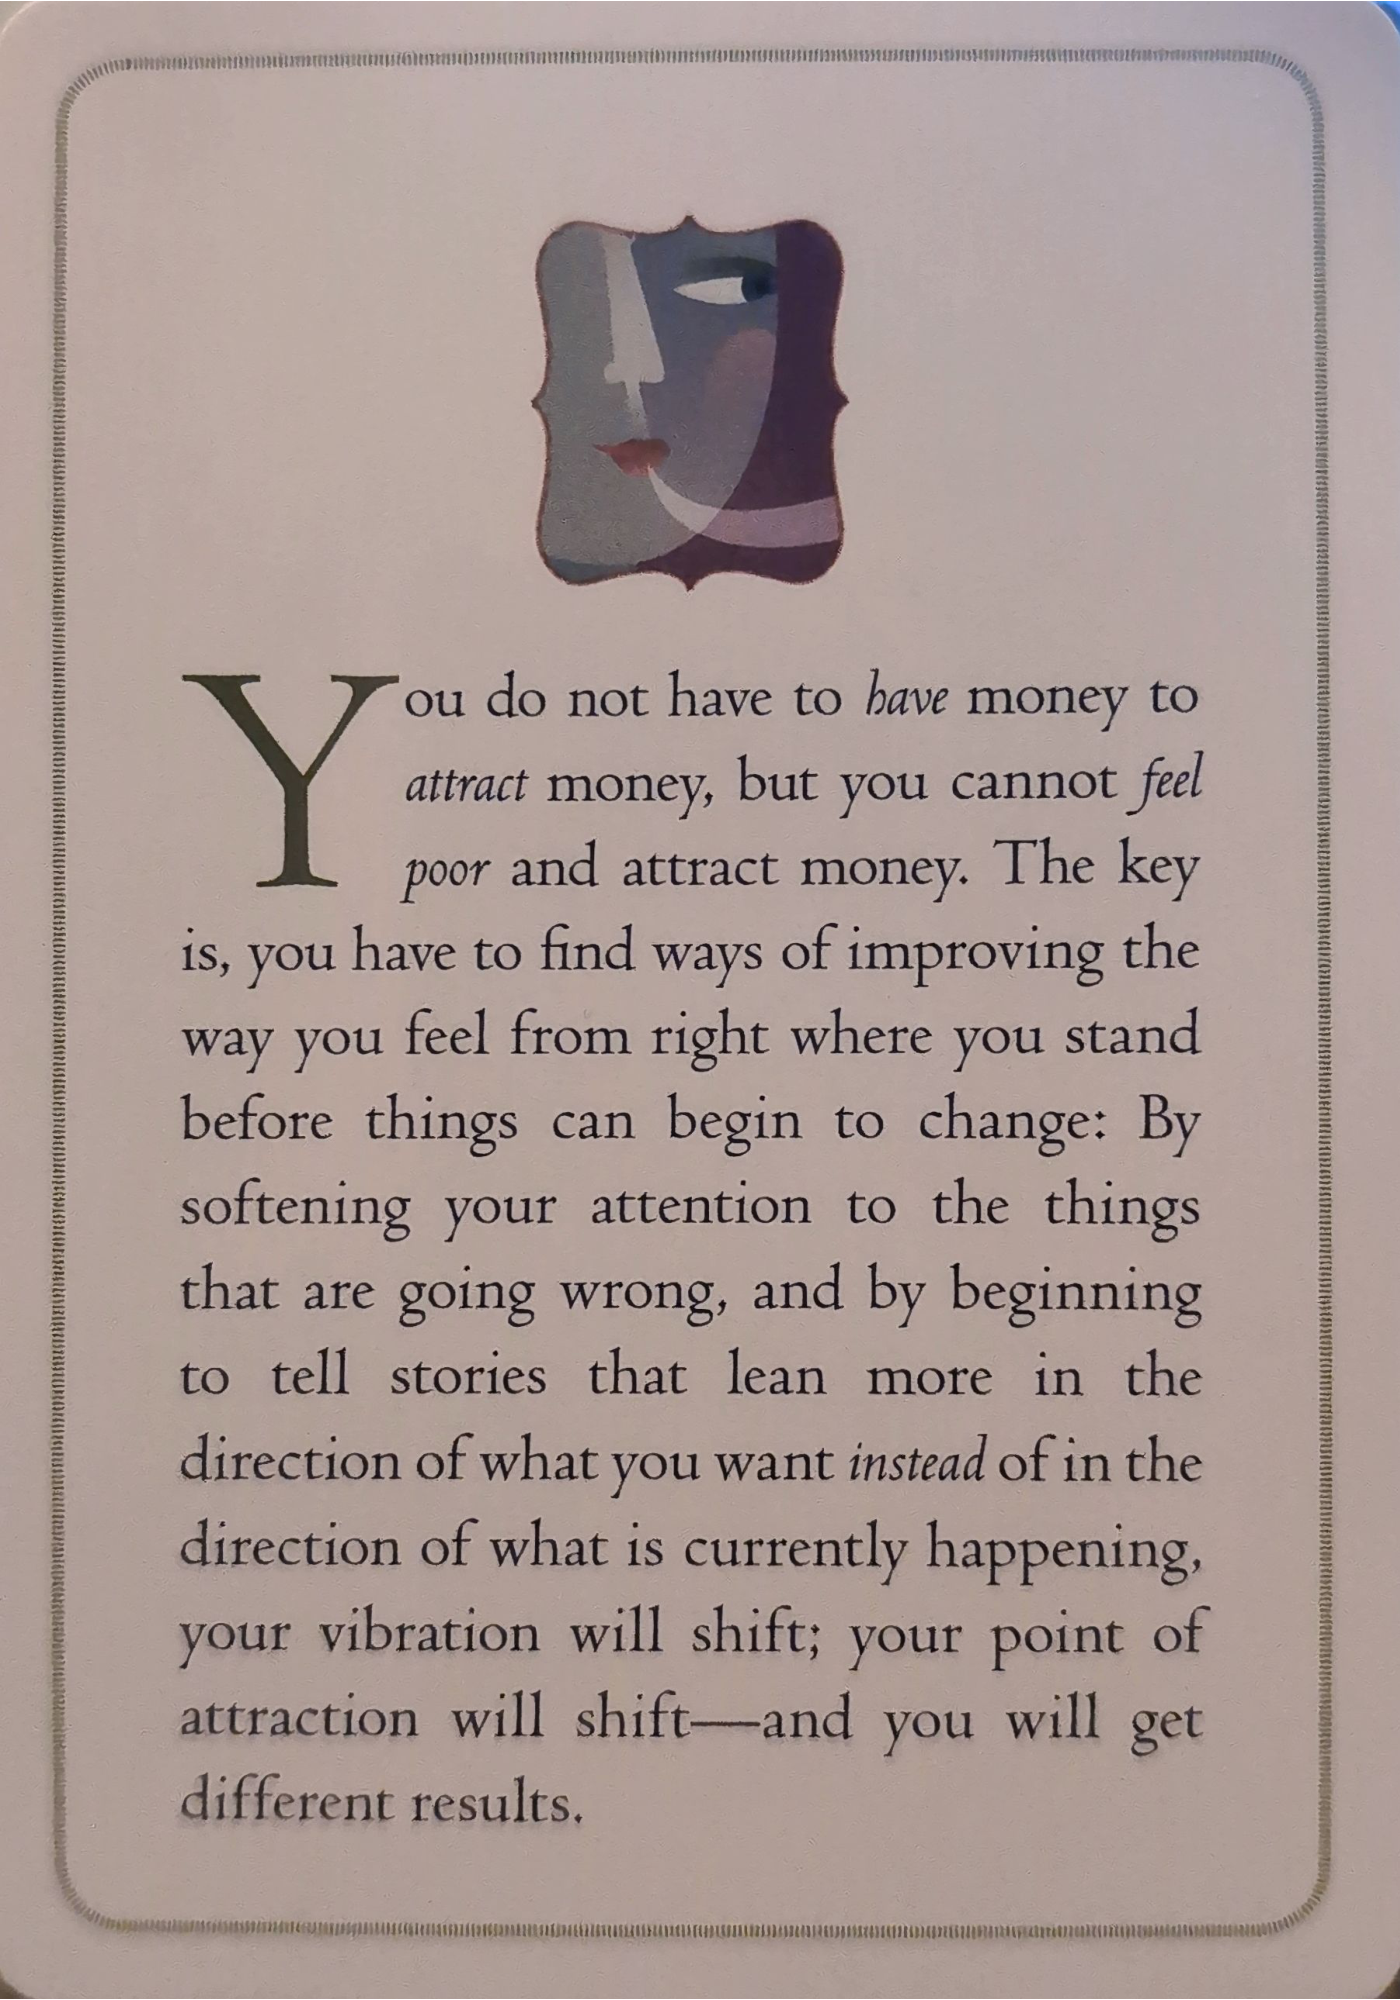 You do not have to have money to
attract money, but you cannot feel
poor and attract money. The key
is, you have to find ways of improving the
way you feel from right where you stand
before things can begin to change: By
softening your attention to the things
that are going wrong, and by beginning
to tell stories that lean more in the
direction of what you want instead of in the
direction of what is currently happening,
your vibration will shift; your point of
attraction will shift—and you will get
different results.